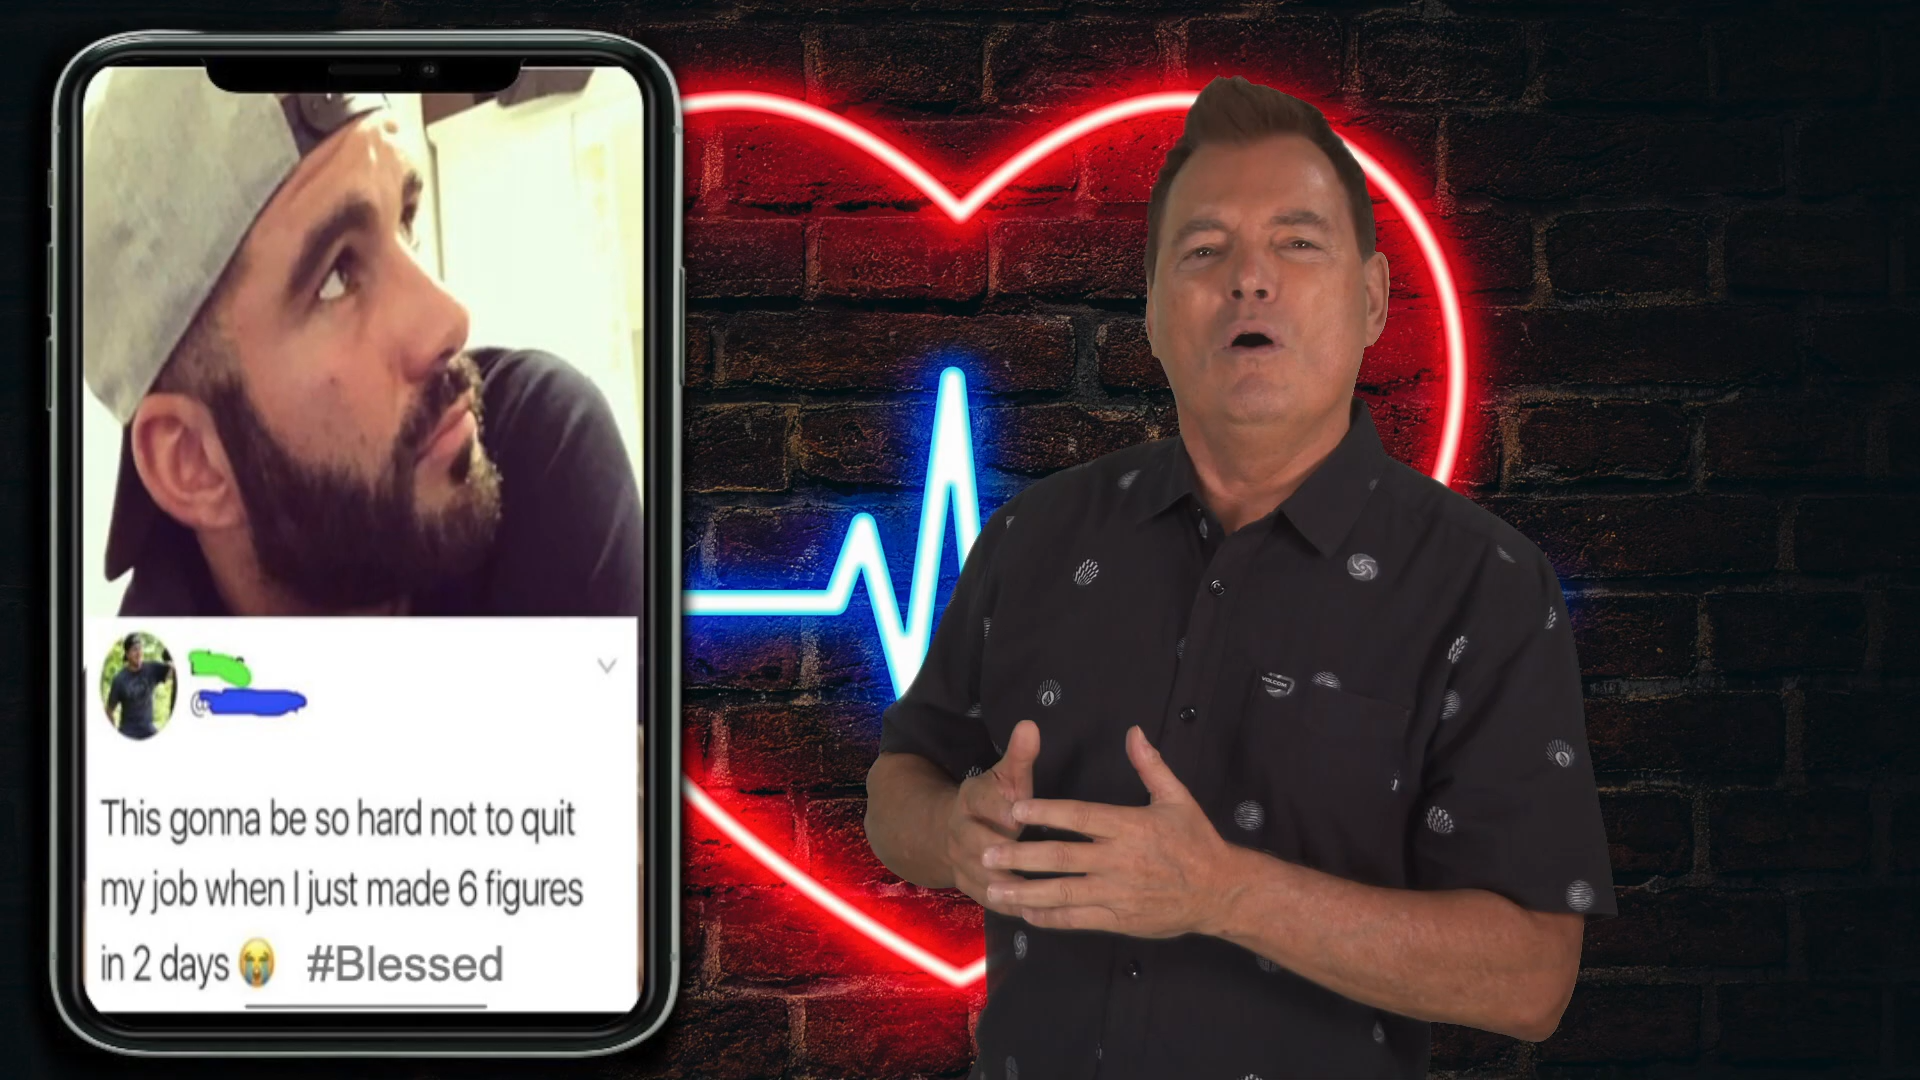 @
This gonna be so hard not to quit
my job when I just made 6 figures
in 2 days 😭 #Blessed
VOLCOM